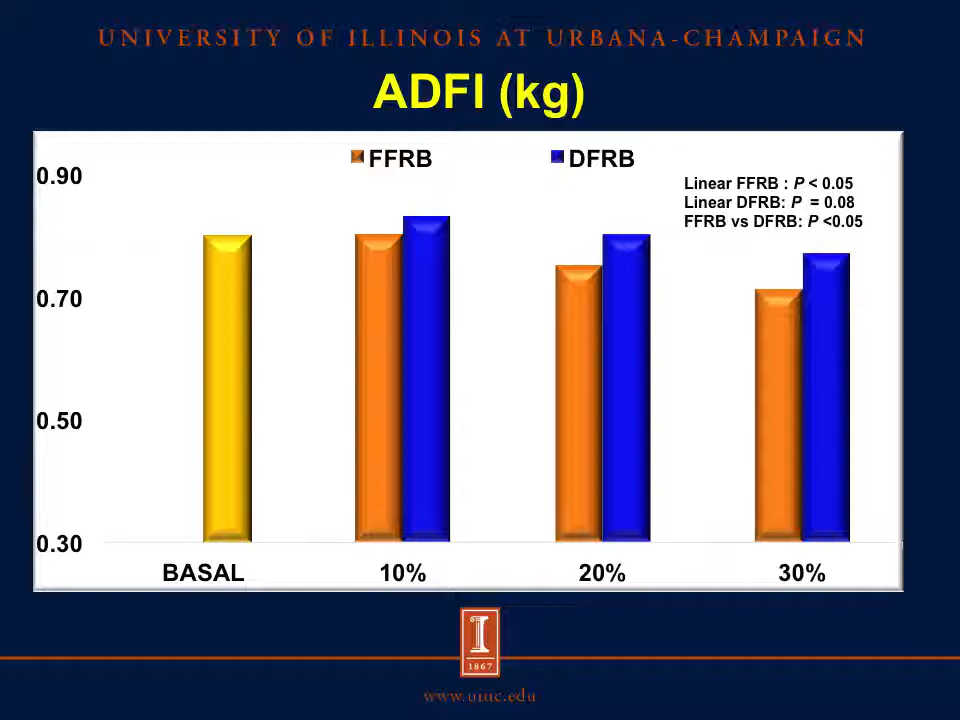 UNIVERSITY OF ILLINOIS AT URBANA-CHAMPAIGN
ADFI (kg)
FFRB DFRB
Linear FFRB : P < 0.05
Linear DFRB: P = 0.08
FFRB vs DFRB: P <0.05
0.90
0.70
0.50
0.30
BASAL 10% 20% 30%
I
1867
www.uiuc.edu